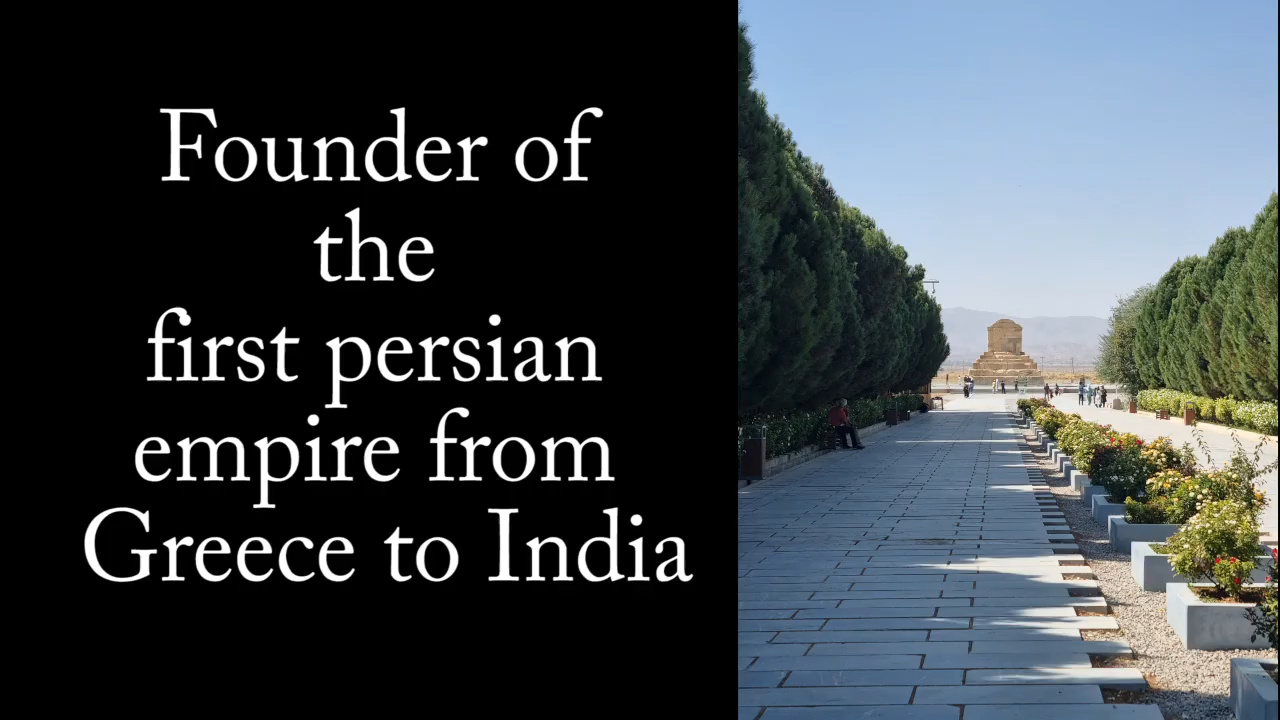 Founder of
the
first persian
empire from
Greece to India